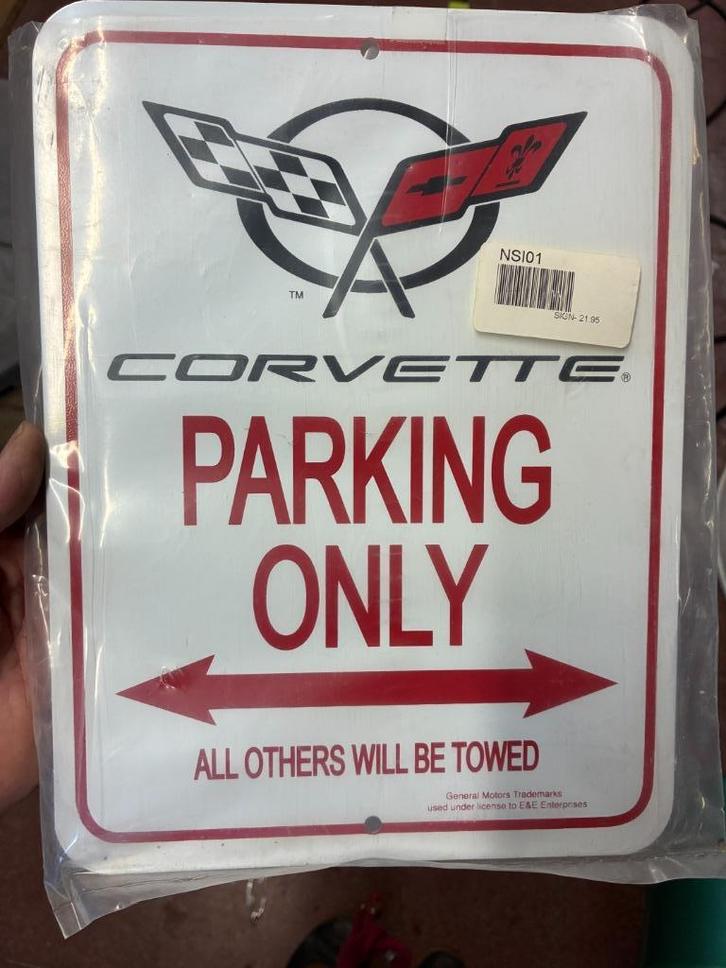 NSI01
SIGN- 21.95
TM
CORVETTE®
PARKING
ONLY
ALL OTHERS WILL BE TOWED
General Motors Trademarks
used under license to E&E Enterprises